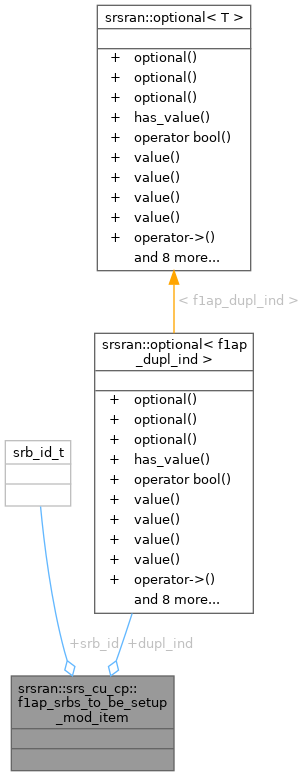 srsran::optional< T >
+ optional()
+ optional()
+ optional()
+ has_value()
+ operator bool()
+ value()
+ value()
+ value()
+ value()
+ operator->()
and 8 more...
< f1ap_dupl_ind >
srsran::optional< f1ap
_dupl_ind >
+ optional()
+ optional()
+ optional()
+ has_value()
+ operator bool()
+ value()
+ value()
+ value()
+ value()
+ operator->()
and 8 more...
srb_id_t
+srb_id
+dupl_ind
srsran::srs_cu_cp::
f1ap_srbs_to_be_setup
_mod_item